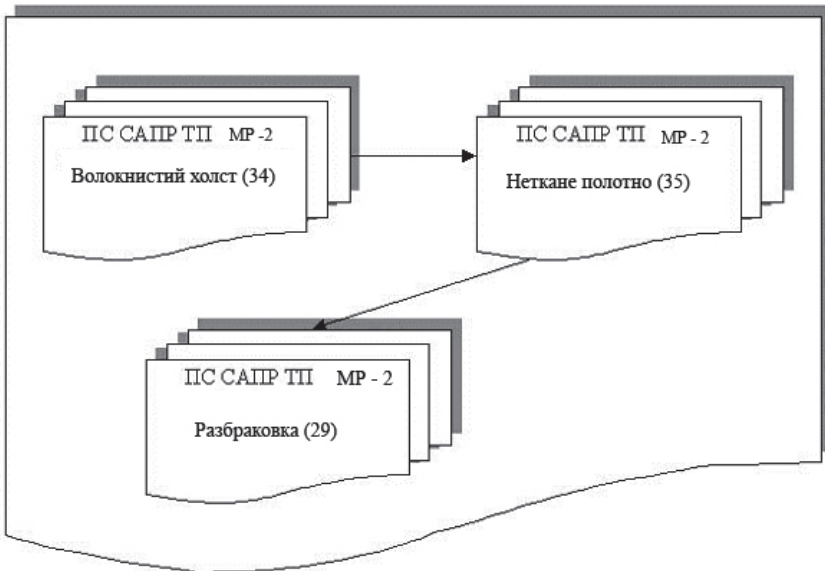 ПС САПР ТП МР -2
Волокнистий холст (34)
ПС САПР ТП МР - 2
Неткане полотно (35)
ПС САПР ТП МР - 2
Разбраковка (29)